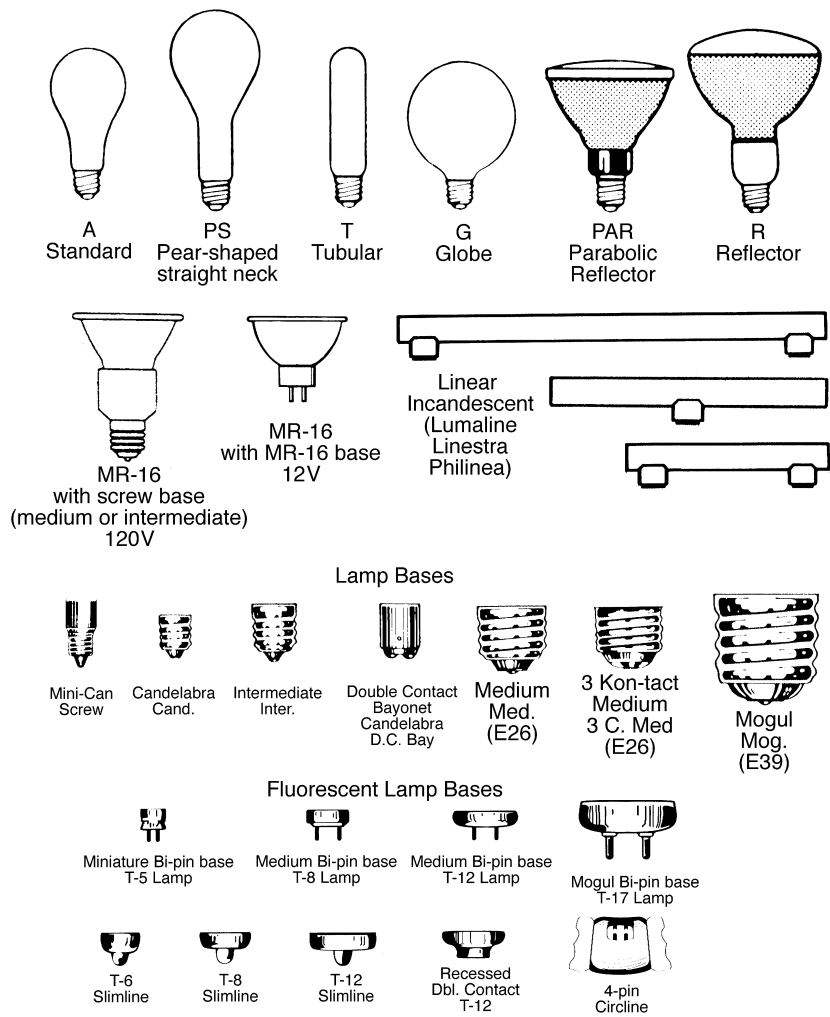 A
Standard
PS
Pear-shaped
straight neck
T
Tubular
G
Globe
PAR
Parabolic
Reflector
R
Reflector
MR-16
with screw base
(medium or intermediate)
120V
MR-16
with MR-16 base
12V
Linear
Incandescent
(Lumaline
Linestra
Philinea)
Lamp Bases
Mini-Can
Screw
Candelabra
Cand.
Intermediate
Inter.
Double Contact
Bayonet
Candelabra
D.C. Bay
Medium
Med.
(E26)
3 Kon-tact
Medium
3 C. Med
(E26)
Mogul
Mog.
(E39)
Fluorescent Lamp Bases
Miniature Bi-pin base
T-5 Lamp
Medium Bi-pin base
T-8 Lamp
Medium Bi-pin base
T-12 Lamp
Mogul Bi-pin base
T-17 Lamp
T-6
Slimline
T-8
Slimline
T-12
Slimline
Recessed
Dbl. Contact
T-12
4-pin
Circline